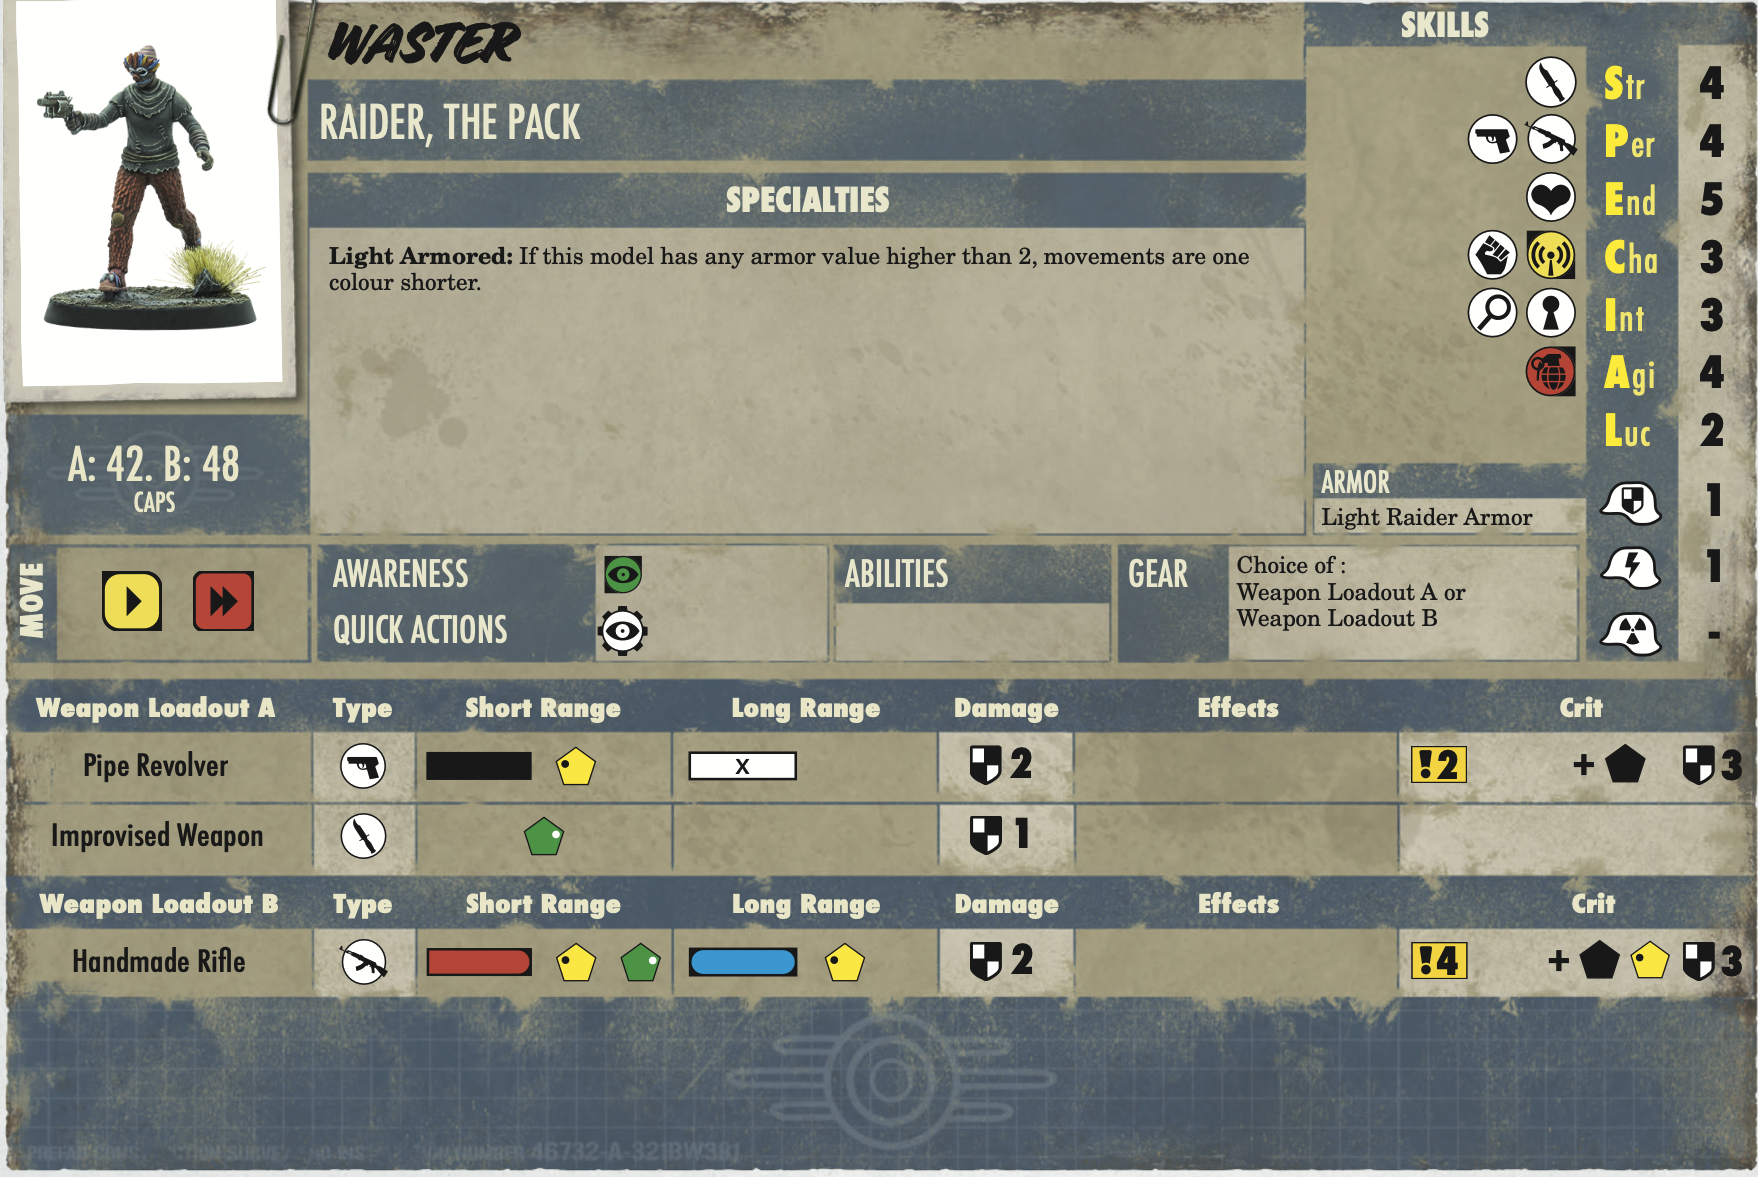 WASTER
RAIDER, THE PACK
SPECIALTIES
Light Armored: If this model has any armor value higher than 2, movements are one
colour shorter.
A: 42. B: 48
CAPS
SKILLS
Str 4
Per 4
End 5
Cha 3
Int 3
Agi 4
Luc 2
ARMOR
Light Raider Armor
1
1
-
MOVE
AWARENESS
QUICK ACTIONS
ABILITIES
GEAR
Choice of :
Weapon Loadout A or
Weapon Loadout B
Weapon Loadout A Type Short Range Long Range Damage Effects Crit
Pipe Revolver X 2 !2 + 3
Improvised Weapon 1
Weapon Loadout B Type Short Range Long Range Damage Effects Crit
Handmade Rifle 2 !4 + 3
46732-A-321BW391